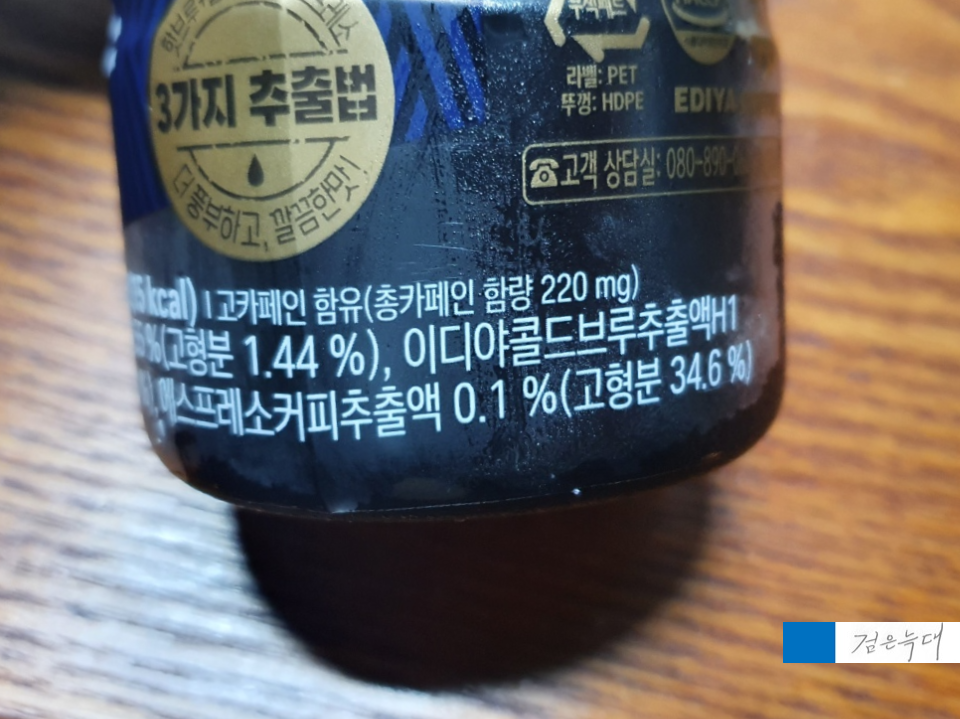 3가지 추출법
더 풍부하고, 깔끔한맛!
라벨: PET
뚜껑: HDPE
EDIYA
고객 상담실: 080-890-
kcal) I 고카페인 함유(총카페인 함량 220 mg)
%(고형분 1.44 %), 이디야콜드브루추출액H1
에스프레소커피추출액 0.1 %(고형분 34.6 %)
검은늑대